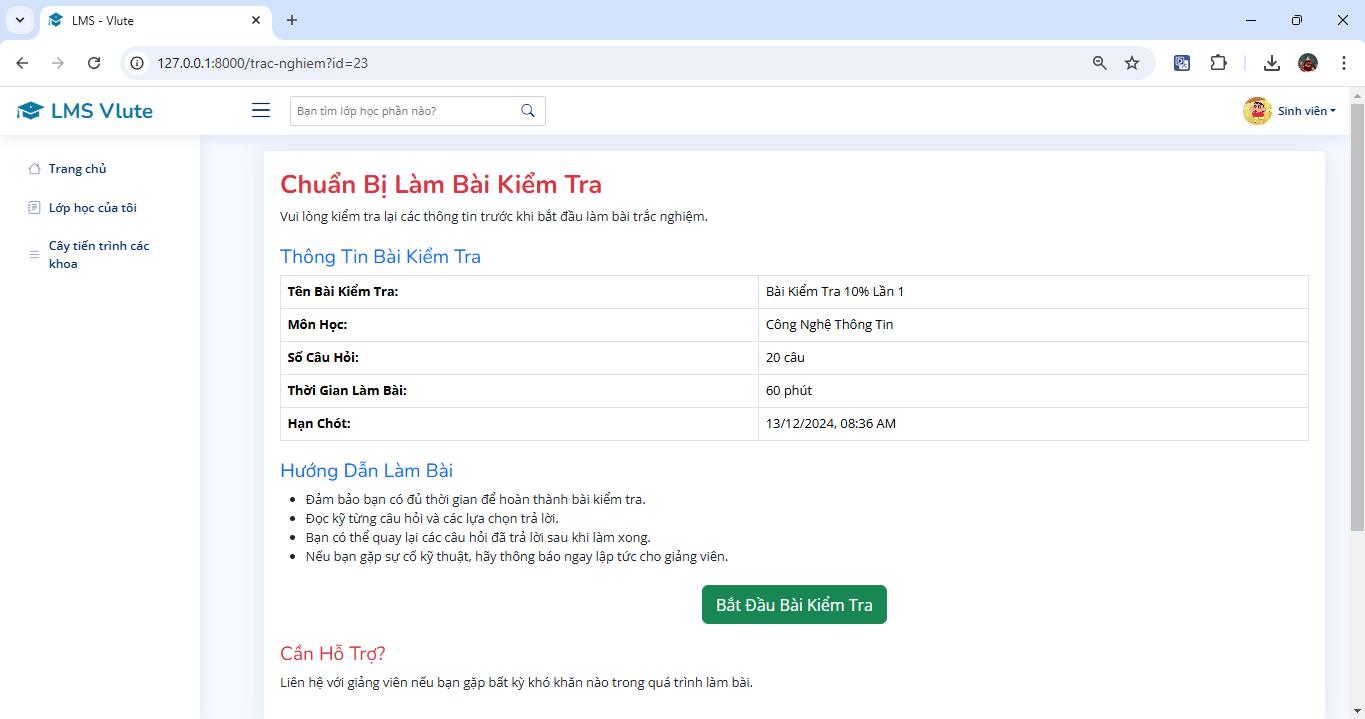 LMS - Vlute
127.0.0.1:8000/trac-nghiem?id=23
LMS Vlute
Bạn tìm lớp học phần nào?
Sinh viên
Trang chủ
Lớp học của tôi
Cây tiến trình các
khoa
Chuẩn Bị Làm Bài Kiểm Tra
Vui lòng kiểm tra lại các thông tin trước khi bắt đầu làm bài trắc nghiệm.
Thông Tin Bài Kiểm Tra
Tên Bài Kiểm Tra: Bài Kiểm Tra 10% Lần 1
Môn Học: Công Nghệ Thông Tin
Số Câu Hỏi: 20 câu
Thời Gian Làm Bài: 60 phút
Hạn Chót: 13/12/2024, 08:36 AM
Hướng Dẫn Làm Bài
Đảm bảo bạn có đủ thời gian để hoàn thành bài kiểm tra.
Đọc kỹ từng câu hỏi và các lựa chọn trả lời.
Bạn có thể quay lại các câu hỏi đã trả lời sau khi làm xong.
Nếu bạn gặp sự cố kỹ thuật, hãy thông báo ngay lập tức cho giảng viên.
Bắt Đầu Bài Kiểm Tra
Cần Hỗ Trợ?
Liên hệ với giảng viên nếu bạn gặp bất kỳ khó khăn nào trong quá trình làm bài.